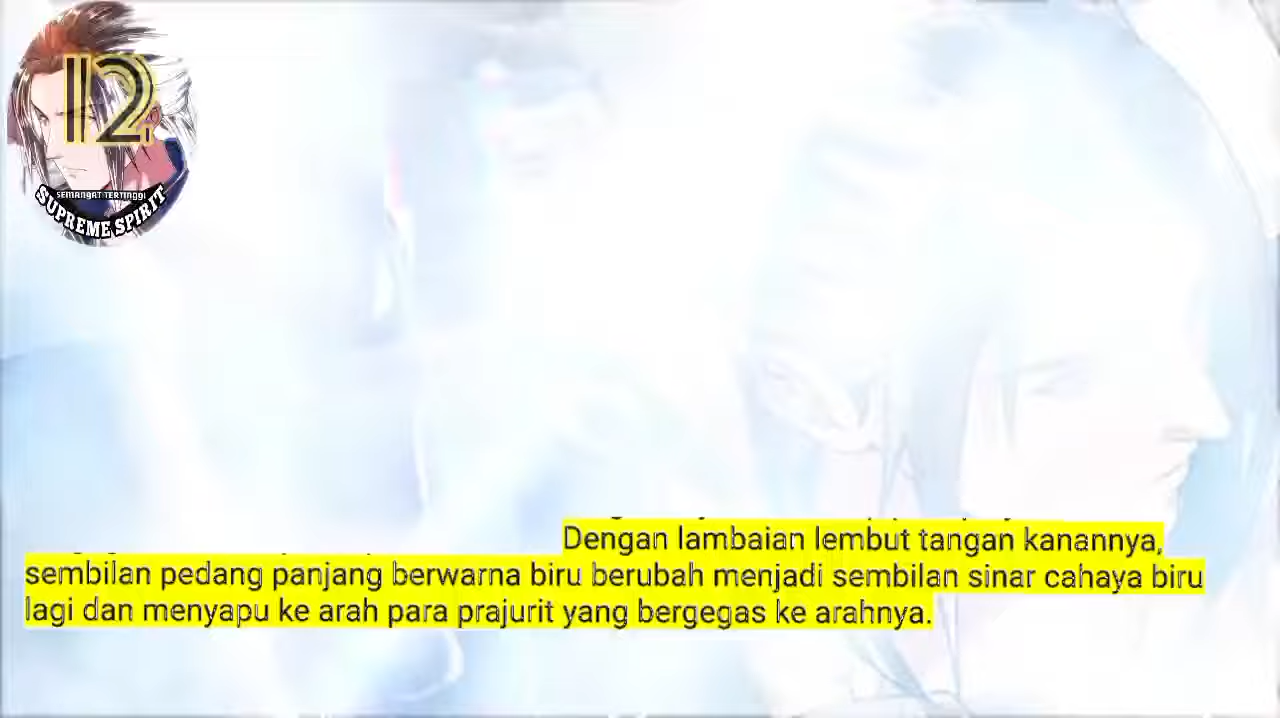 12
SEMANGAT TERTINGGI
SUPREME SPIRIT
Dengan lambaian lembut tangan kanannya,
sembilan pedang panjang berwarna biru berubah menjadi sembilan sinar cahaya biru
lagi dan menyapu ke arah para prajurit yang bergegas ke arahnya.